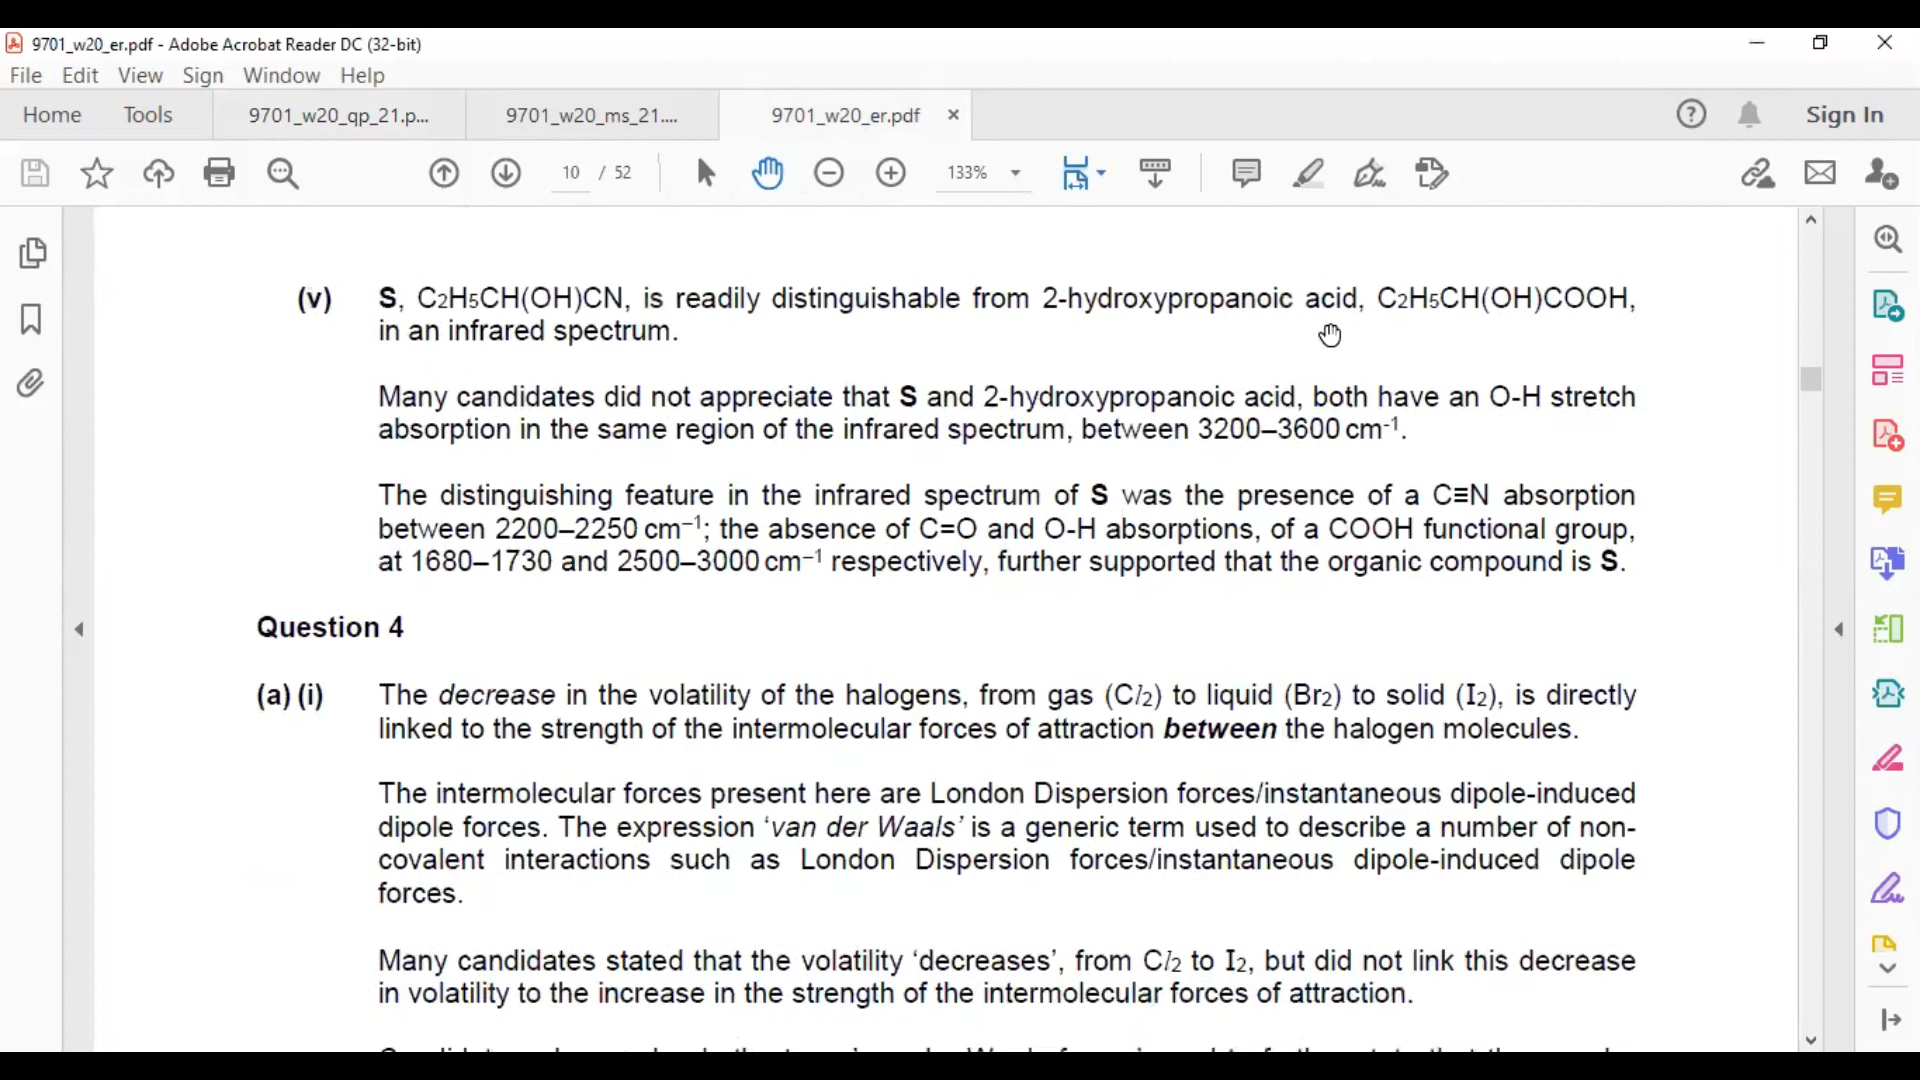 9701_w20_er.pdf - Adobe Acrobat Reader DC (32-bit)
File Edit View Sign Window Help
Home Tools 9701_w20_qp_21.p... 9701_w20_ms_21.... 9701_w20_er.pdf Sign In
10 / 52 133%
(v) S, C2H5CH(OH)CN, is readily distinguishable from 2-hydroxypropanoic acid, C2H5CH(OH)COOH,
in an infrared spectrum.
Many candidates did not appreciate that S and 2-hydroxypropanoic acid, both have an O-H stretch
absorption in the same region of the infrared spectrum, between 3200–3600 cm-1.
The distinguishing feature in the infrared spectrum of S was the presence of a C≡N absorption
between 2200–2250 cm–1; the absence of C=O and O-H absorptions, of a COOH functional group,
at 1680–1730 and 2500–3000 cm–1 respectively, further supported that the organic compound is S.
Question 4
(a) (i) The decrease in the volatility of the halogens, from gas (Cl2) to liquid (Br2) to solid (I2), is directly
linked to the strength of the intermolecular forces of attraction between the halogen molecules.
The intermolecular forces present here are London Dispersion forces/instantaneous dipole-induced
dipole forces. The expression ‘van der Waals’ is a generic term used to describe a number of non-
covalent interactions such as London Dispersion forces/instantaneous dipole-induced dipole
forces.
Many candidates stated that the volatility ‘decreases’, from Cl2 to I2, but did not link this decrease
in volatility to the increase in the strength of the intermolecular forces of attraction.